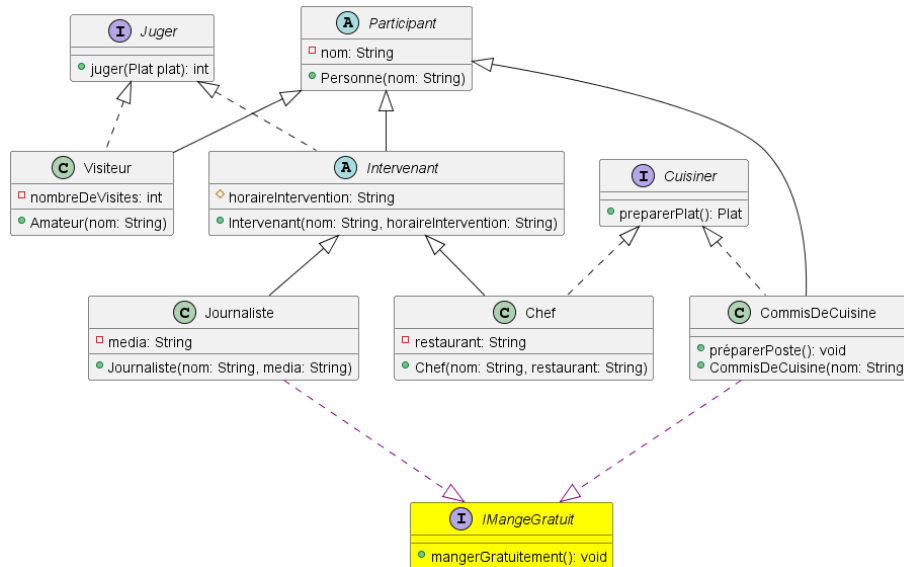 I Juger
juger(Plat plat): int
A Participant
nom: String
Personne(nom: String)
C Visiteur
nombreDeVisites: int
Amateur(nom: String)
A Intervenant
horaireIntervention: String
Intervenant(nom: String, horaireIntervention: String)
I Cuisiner
preparerPlat(): Plat
C Journaliste
media: String
Journaliste(nom: String, media: String)
C Chef
restaurant: String
Chef(nom: String, restaurant: String)
C CommisDeCuisine
préparerPoste(): void
CommisDeCuisine(nom: String
I IMangeGratuit
mangerGratuitement(): void